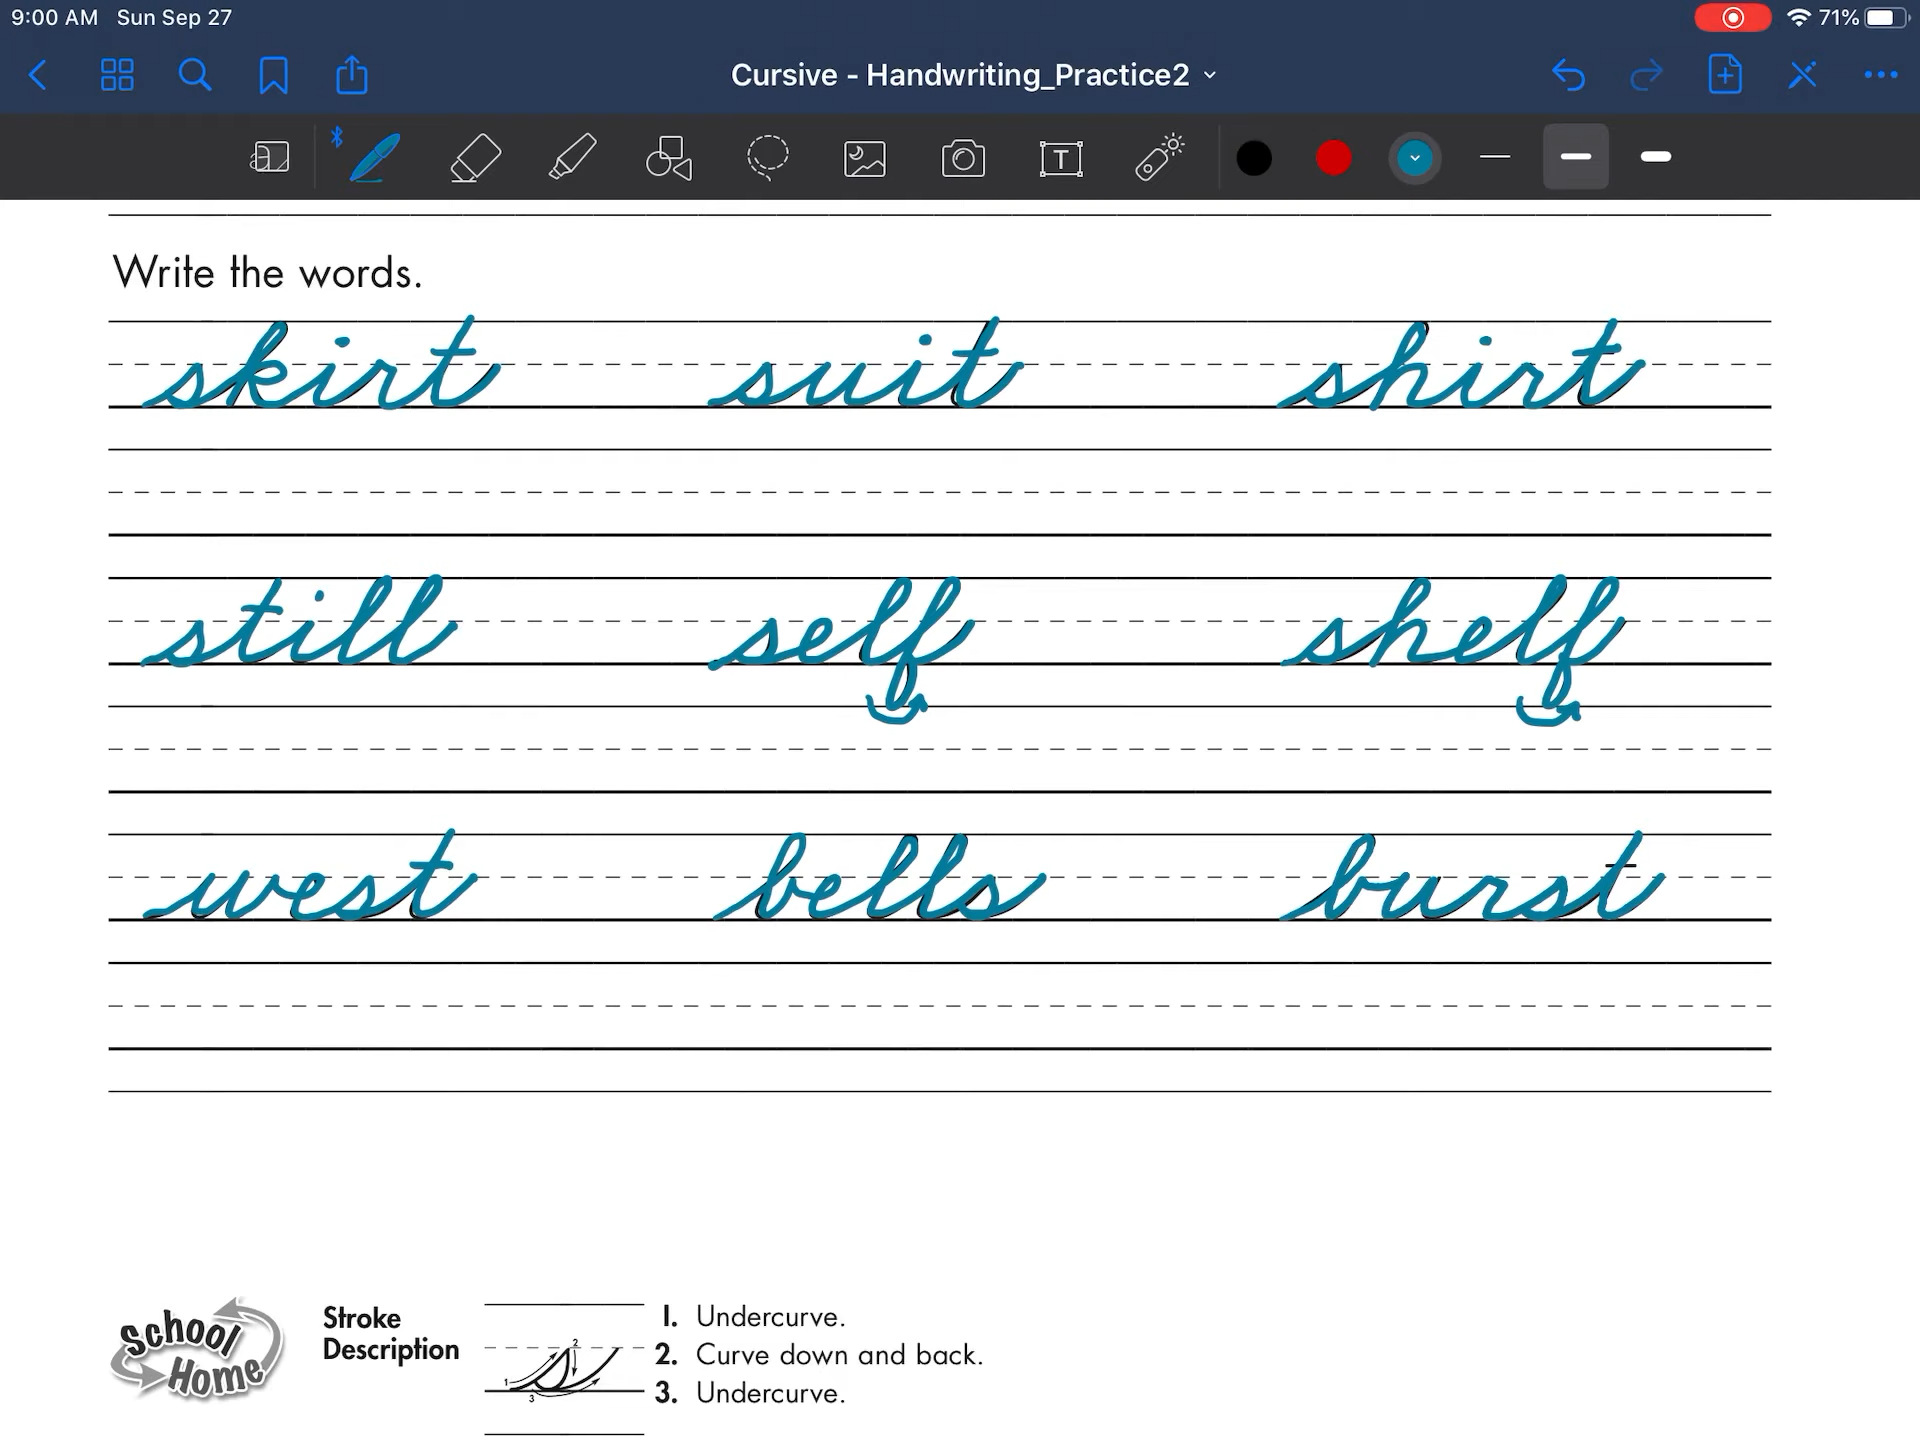 9:00 AM Sun Sep 27 71%
Cursive - Handwriting_Practice2
Write the words.
skirt suit shirt
still self shelf
west bells burst
School Home
Stroke Description
1. Undercurve.
2. Curve down and back.
3. Undercurve.